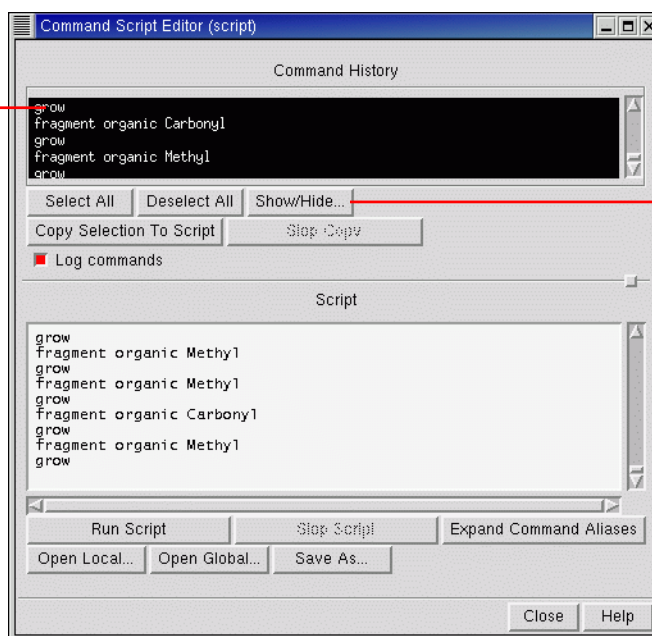 Command Script Editor (script)
Command History
grow
fragment organic Carbonyl
grow
fragment organic Methyl
grow
Select All Deselect All Show/Hide...
Copy Selection To Script Stop Copy
Log commands
Script
grow
fragment organic Methyl
grow
fragment organic Methyl
grow
fragment organic Carbonyl
grow
fragment organic Methyl
grow
Run Script Stop Script Expand Command Aliases
Open Local... Open Global... Save As...
Close Help